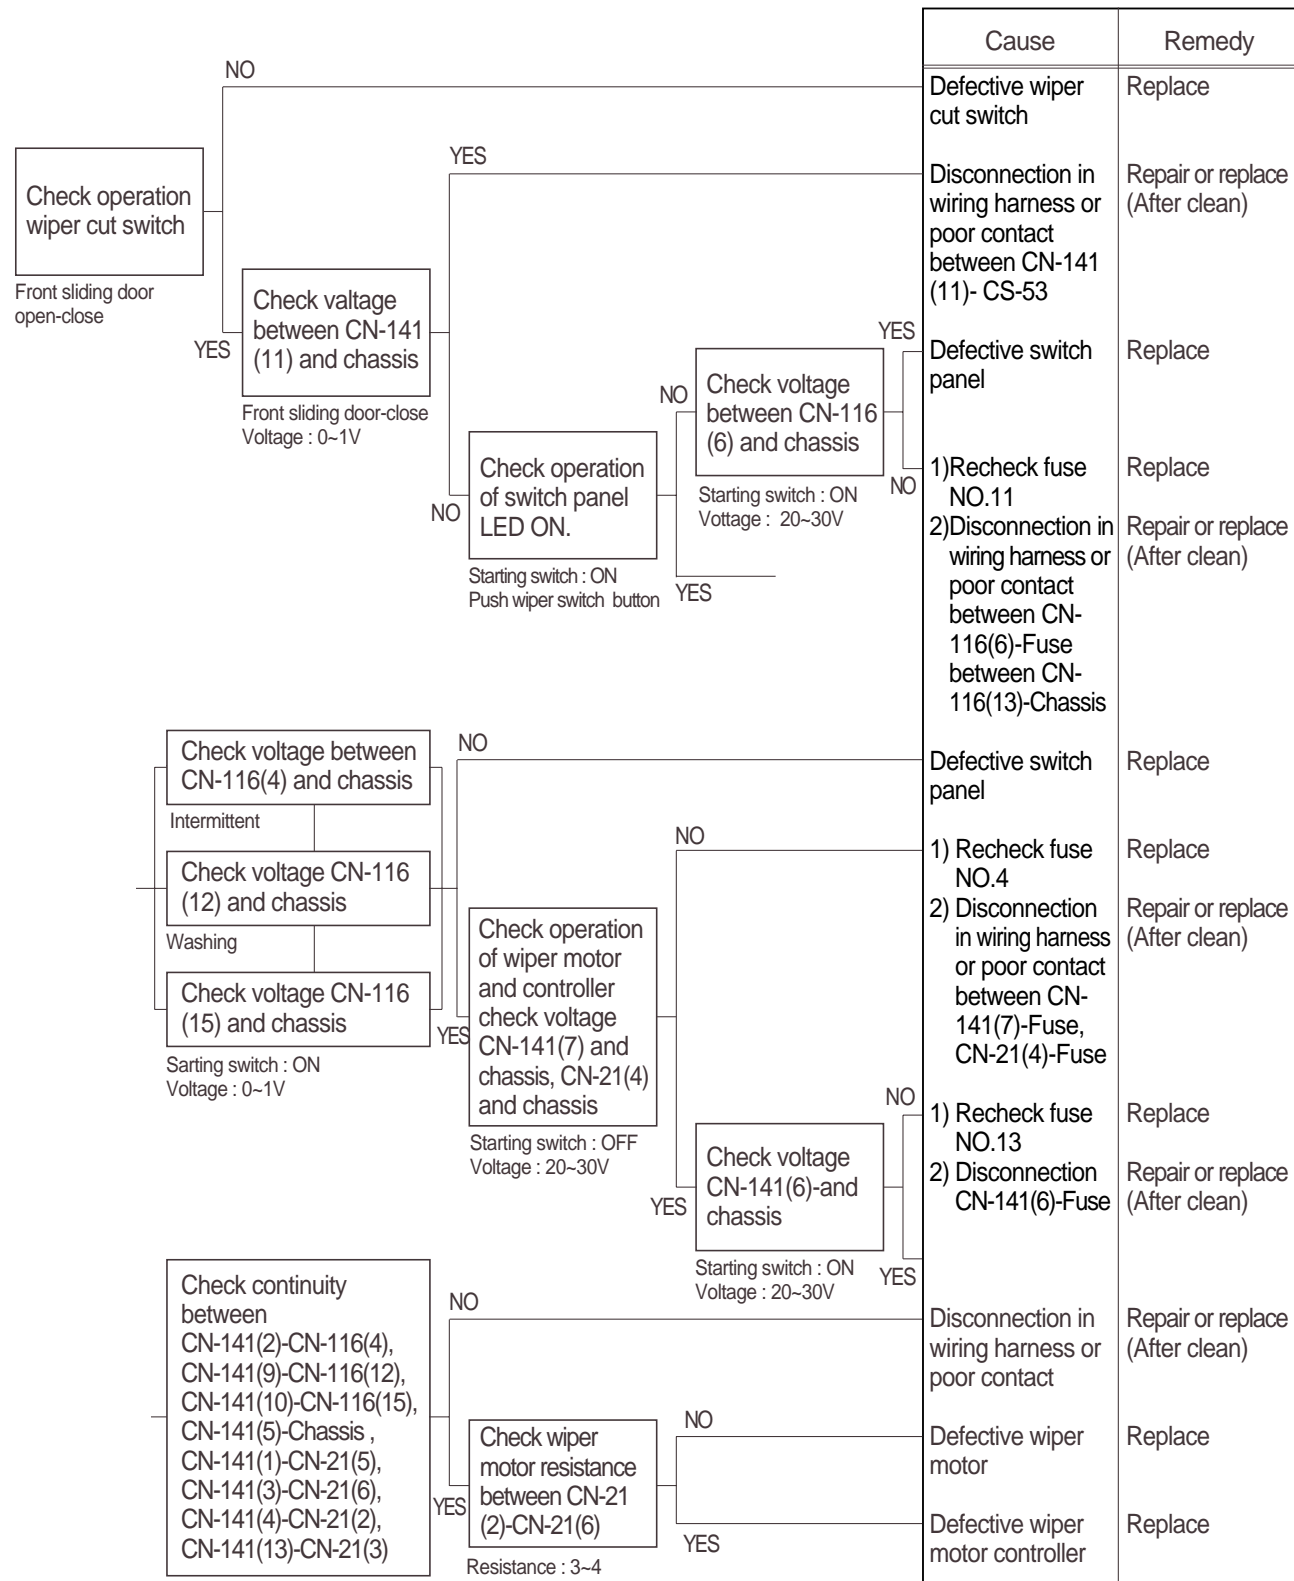 Cause
Remedy
NO
Defective wiper
cut switch
Replace
Check operation
wiper cut switch
Front sliding door
open-close
YES
Disconnection in
wiring harness or
poor contact
between CN-141
(11)- CS-53
Repair or replace
(After clean)
YES
Check valtage
between CN-141
(11) and chassis
Front sliding door-close
Voltage : 0~1V
YES
Defective switch
panel
Replace
NO
Check voltage
between CN-116
(6) and chassis
Starting switch : ON
Vottage : 20~30V
NO
Check operation
of switch panel
LED ON.
Starting switch : ON
Push wiper switch button
YES
NO
1)Recheck fuse
NO.11
Replace
2)Disconnection in
wiring harness or
poor contact
between CN-
116(6)-Fuse
between CN-
116(13)-Chassis
Repair or replace
(After clean)
Check voltage between
CN-116(4) and chassis
Intermittent
Check voltage CN-116
(12) and chassis
Washing
Check voltage CN-116
(15) and chassis
Sarting switch : ON
Voltage : 0~1V
NO
Defective switch
panel
Replace
YES
Check operation
of wiper motor
and controller
check voltage
CN-141(7) and
chassis, CN-21(4)
and chassis
Starting switch : OFF
Voltage : 20~30V
NO
1) Recheck fuse
NO.4
Replace
2) Disconnection
in wiring harness
or poor contact
between CN-
141(7)-Fuse,
CN-21(4)-Fuse
Repair or replace
(After clean)
YES
Check voltage
CN-141(6)-and
chassis
Starting switch : ON
Voltage : 20~30V
NO
1) Recheck fuse
NO.13
Replace
2) Disconnection
CN-141(6)-Fuse
Repair or replace
(After clean)
YES
Check continuity
between
CN-141(2)-CN-116(4),
CN-141(9)-CN-116(12),
CN-141(10)-CN-116(15),
CN-141(5)-Chassis ,
CN-141(1)-CN-21(5),
CN-141(3)-CN-21(6),
CN-141(4)-CN-21(2),
CN-141(13)-CN-21(3)
NO
Disconnection in
wiring harness or
poor contact
Repair or replace
(After clean)
YES
Check wiper
motor resistance
between CN-21
(2)-CN-21(6)
Resistance : 3~4
NO
Defective wiper
motor
Replace
YES
Defective wiper
motor controller
Replace